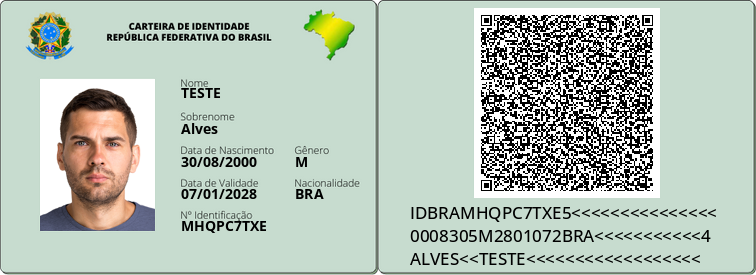 CARTEIRA DE IDENTIDADE
REPÚBLICA FEDERATIVA DO BRASIL
Nome
TESTE
Sobrenome
Alves
Data de Nascimento Gênero
30/08/2000 M
Data de Validade Nacionalidade
07/01/2028 BRA
Nº Identificação
MHQPC7TXE
IDBRAMHQPC7TXE5<<<<<<<<<<<<<<<
0008305M2801072BRA<<<<<<<<<<<4
ALVES<<TESTE<<<<<<<<<<<<<<<<<<